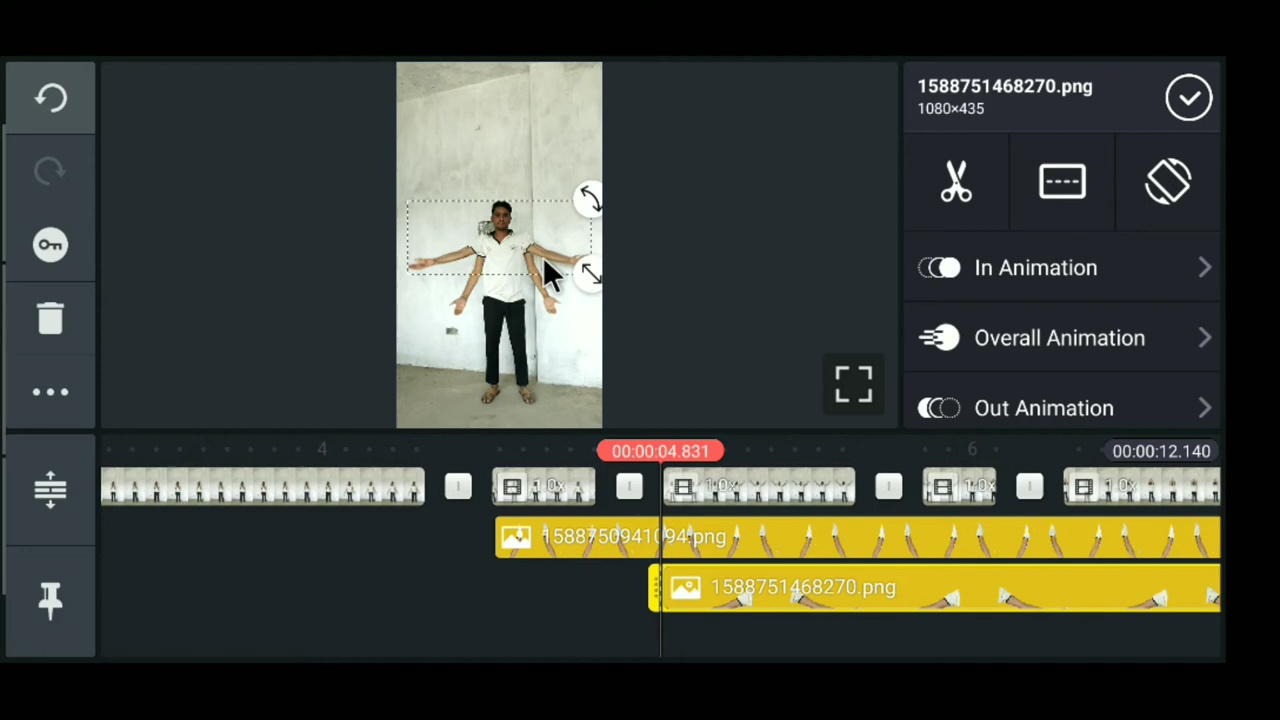 1588751468270.png
1080×435
In Animation
Overall Animation
Out Animation
4
00:00:04.831
6
00:00:12.140
1.0x
1.0x
1.0x
1.0x
1588750941094.png
1588751468270.png